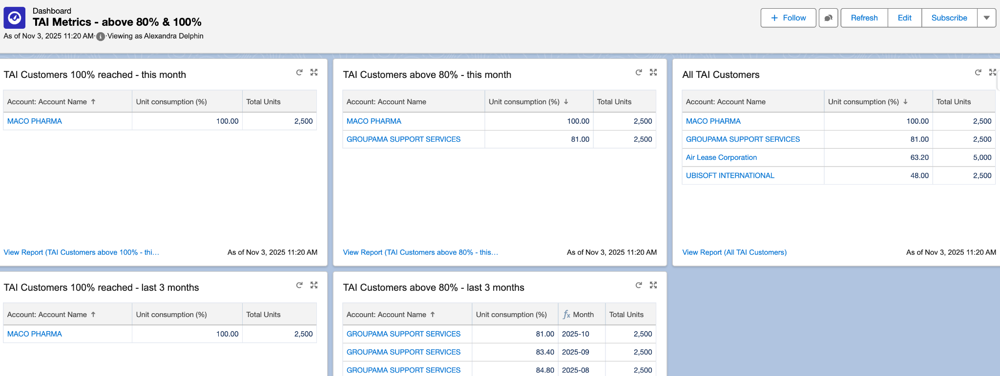 Dashboard
TAI Metrics - above 80% & 100%
As of Nov 3, 2025 11:20 AM·Viewing as Alexandra Delphin
+ Follow
Refresh
Edit
Subscribe
TAI Customers 100% reached - this month
Account: Account Name ↑ Unit consumption (%) Total Units
MACO PHARMA 100.00 2,500
View Report (TAI Customers above 100% - thi… As of Nov 3, 2025 11:20 AM
TAI Customers above 80% - this month
Account: Account Name Unit consumption (%) ↓ Total Units
MACO PHARMA 100.00 2,500
GROUPAMA SUPPORT SERVICES 81.00 2,500
View Report (TAI Customers above 80% - this… As of Nov 3, 2025 11:20 AM
All TAI Customers
Account: Account Name Unit consumption (%) ↓ Total Units
MACO PHARMA 100.00 2,500
GROUPAMA SUPPORT SERVICES 81.00 2,500
Air Lease Corporation 63.20 5,000
UBISOFT INTERNATIONAL 48.00 2,500
View Report (All TAI Customers) As of Nov 3, 2025 11:20 AM
TAI Customers 100% reached - last 3 months
Account: Account Name ↑ Unit consumption (%) Total Units
MACO PHARMA 100.00 2,500
TAI Customers above 80% - last 3 months
Account: Account Name ↑ Unit consumption (%) fx Month Total Units
GROUPAMA SUPPORT SERVICES 81.00 2025-10 2,500
GROUPAMA SUPPORT SERVICES 83.40 2025-09 2,500
GROUPAMA SUPPORT SERVICES 84.80 2025-08 2,500